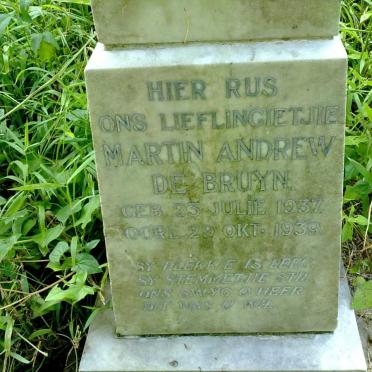 HIER RUS
ONS LIEFLINGIETJIE
MARTIN ANDREW
DE BRUYN.
GEB. 23 JULIE 1937.
OORL. 29 OKT. 1938.
SY PLEKKIE IS LEEG
SY STEMMETJIE STIL
ONS SWYG O HEER
DIT WAS U WIL